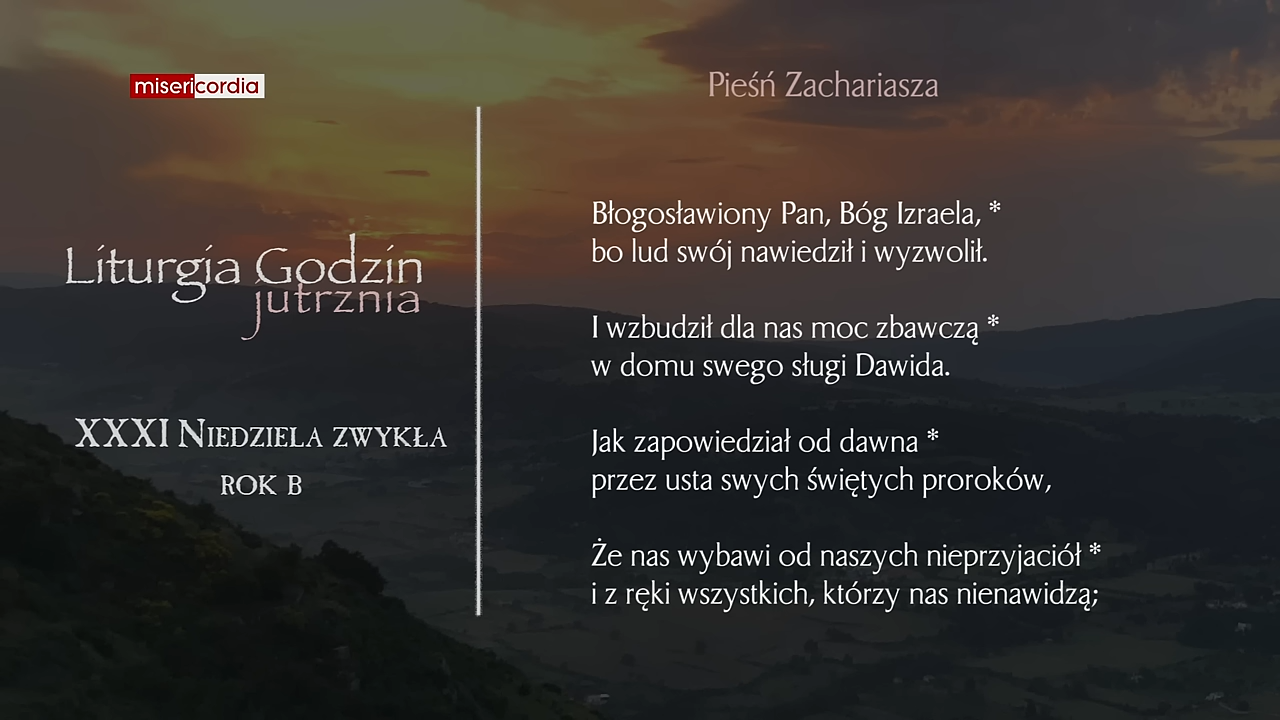 misericordia
Liturgia Godzin
jutrznia
XXXI Niedziela zwykła
rok B
Pieśń Zachariasza
Błogosławiony Pan, Bóg Izraela, *
bo lud swój nawiedził i wyzwolił.
I wzbudził dla nas moc zbawczą *
w domu swego sługi Dawida.
Jak zapowiedział od dawna *
przez usta swych świętych proroków,
Że nas wybawi od naszych nieprzyjaciół *
i z ręki wszystkich, którzy nas nienawidzą;